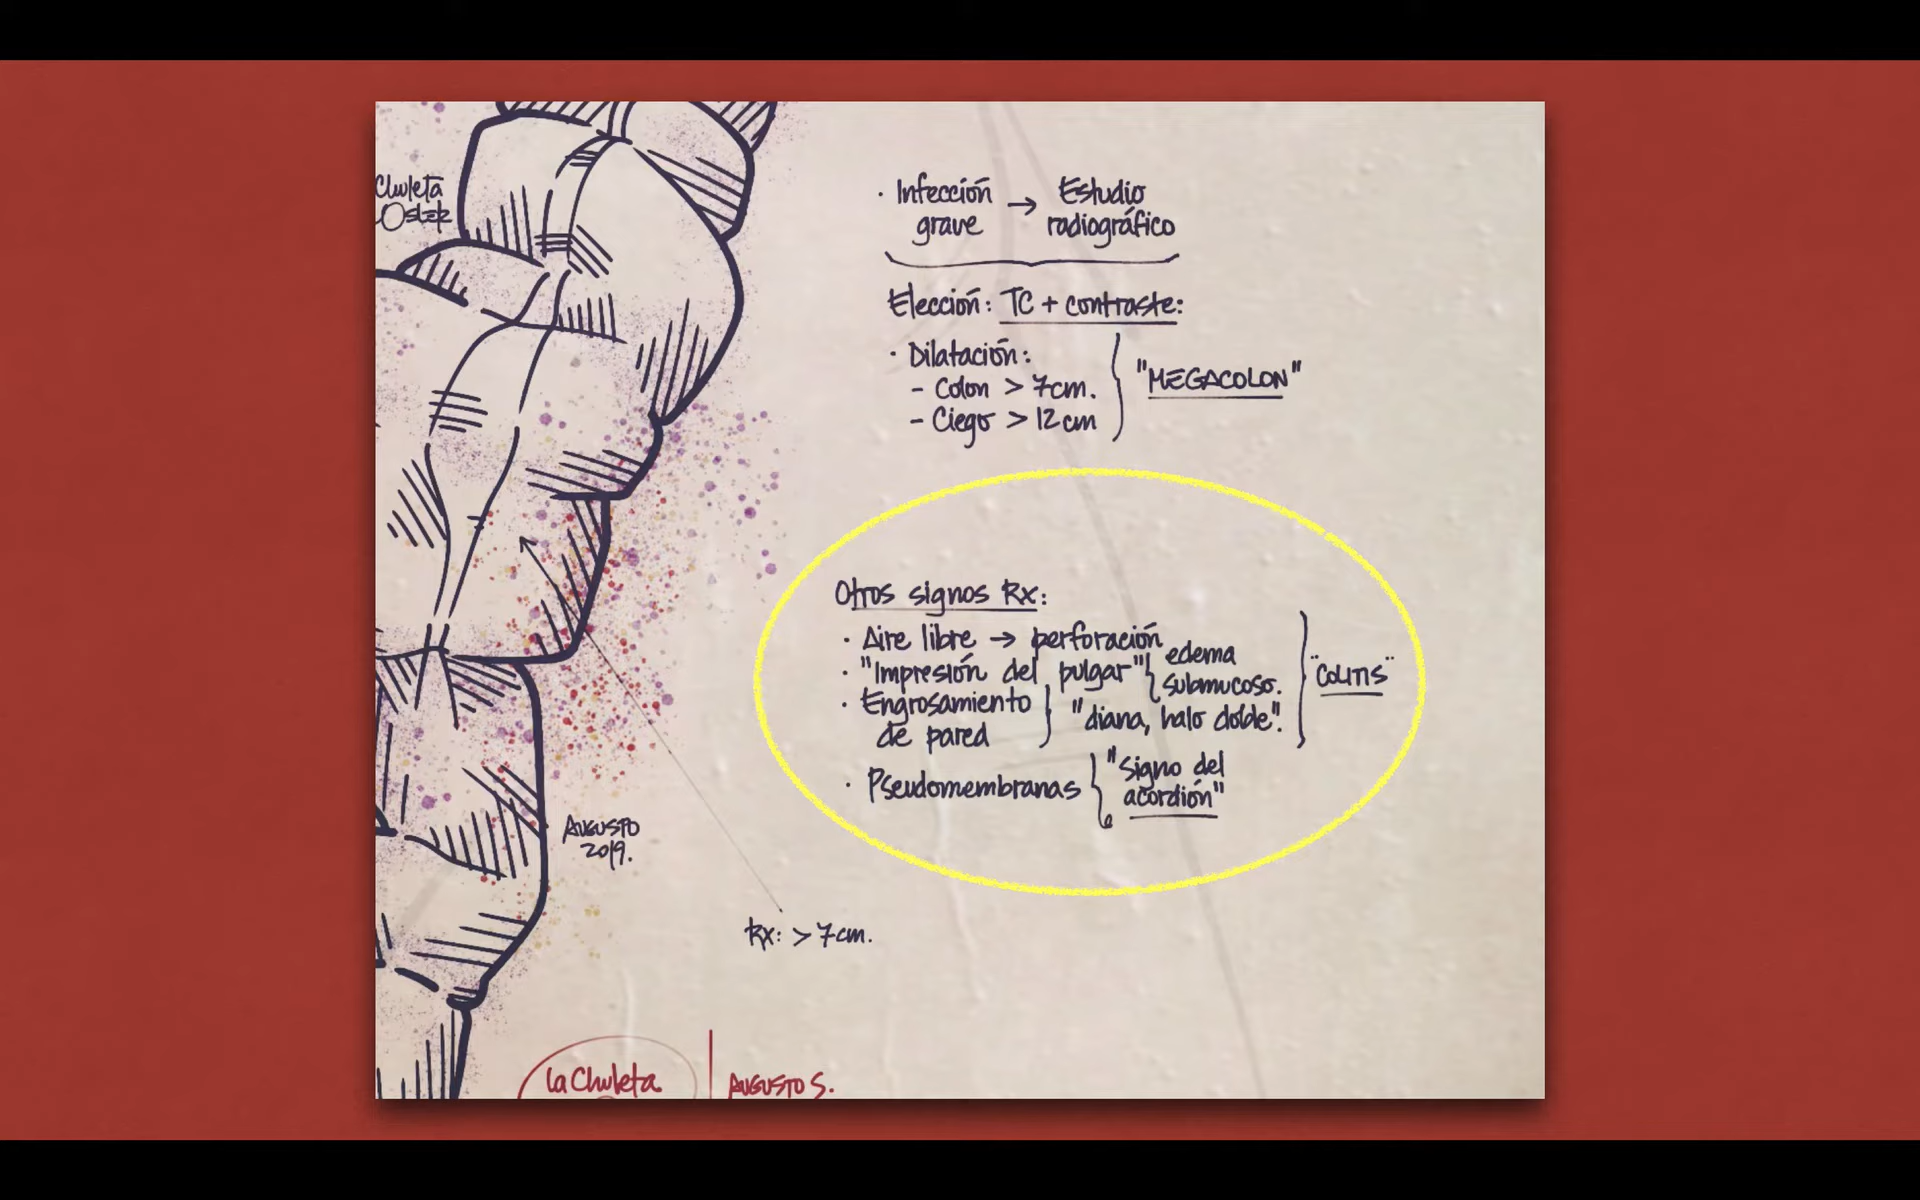 Chuleta
Osler
· Infección grave → Estudio radiográfico
Elección: TC + contraste:
· Dilatación:
- Colon > 7cm.
- Ciego > 12 cm
"MEGACOLON"
Otros signos Rx:
· Aire libre → perforación
· "Impresión del pulgar" edema submucoso.
· Engrosamiento de pared "diana, halo doble".
"COLITIS"
· Pseudomembranas "Signo del acordión"
AUGUSTO
2019.
Rx: > 7cm.
La Chuleta
AUGUSTO S.